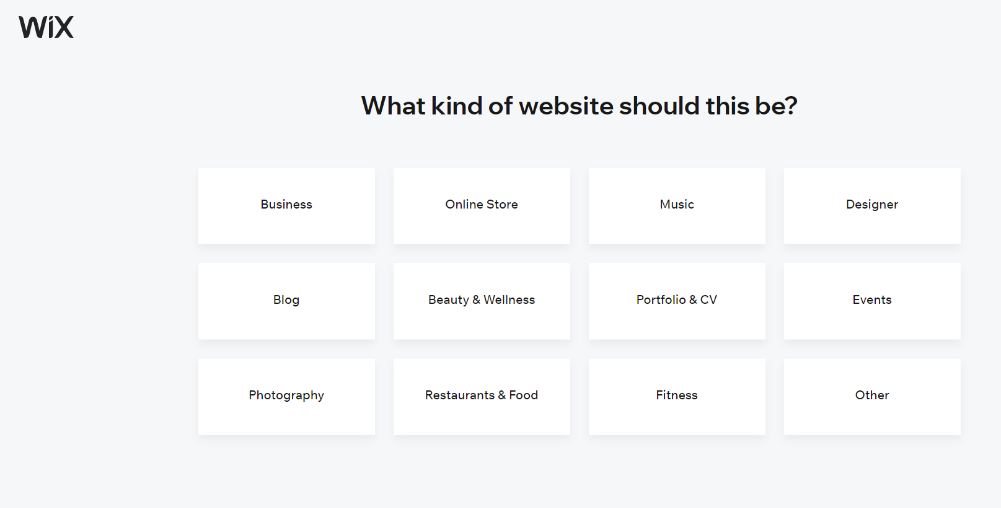 WiX
What kind of website should this be?
Business
Online Store
Music
Designer
Blog
Beauty & Wellness
Portfolio & CV
Events
Photography
Restaurants & Food
Fitness
Other